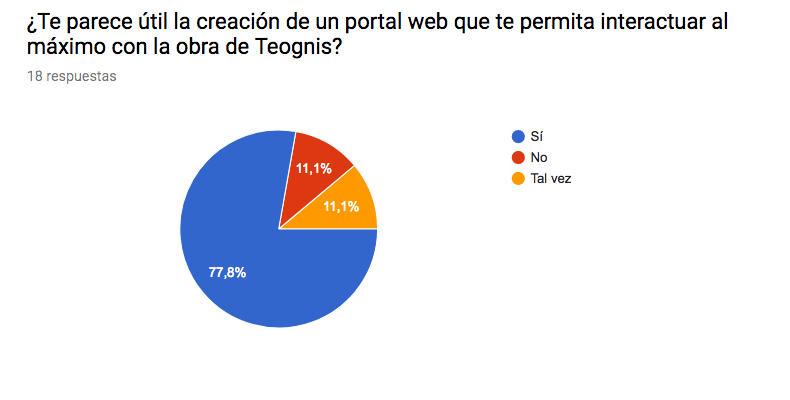 ¿Te parece útil la creación de un portal web que te permita interactuar al
máximo con la obra de Teognis?
18 respuestas
Sí
No
Tal vez
11,1%
11,1%
77,8%